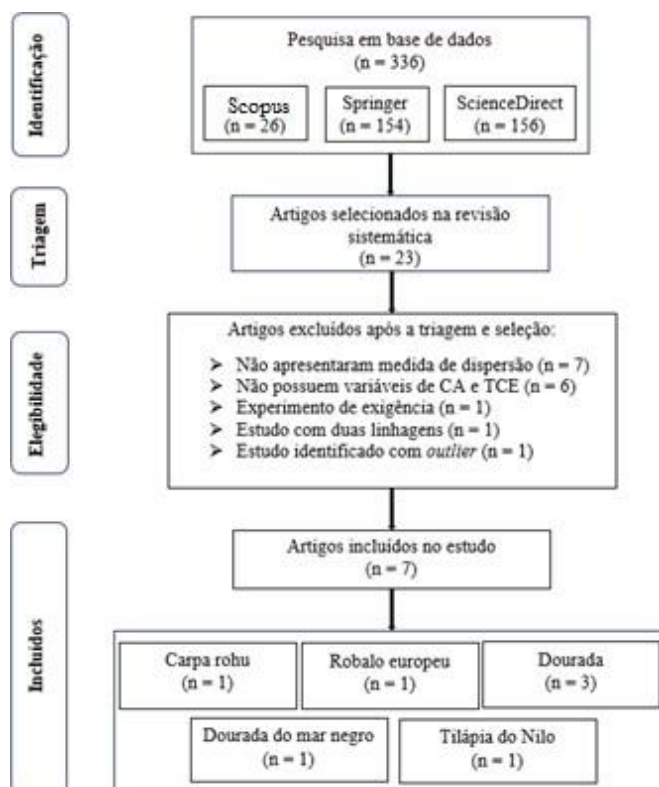 Identificação
Pesquisa em base de dados
(n = 336)
Scopus
(n = 26)
Springer
(n = 154)
ScienceDirect
(n = 156)
Triagem
Artigos selecionados na revisão
sistemática
(n = 23)
Elegibilidade
Artigos excluídos após a triagem e seleção:
➢ Não apresentaram medida de dispersão (n = 7)
➢ Não possuem variáveis de CA e TCE (n = 6)
➢ Experimento de exigência (n = 1)
➢ Estudo com duas linhagens (n = 1)
➢ Estudo identificado com outlier (n = 1)
Incluídos
Artigos incluídos no estudo
(n = 7)
Carpa rohu
(n = 1)
Robalo europeu
(n = 1)
Dourada
(n = 3)
Dourada do mar negro
(n = 1)
Tilápia do Nilo
(n = 1)